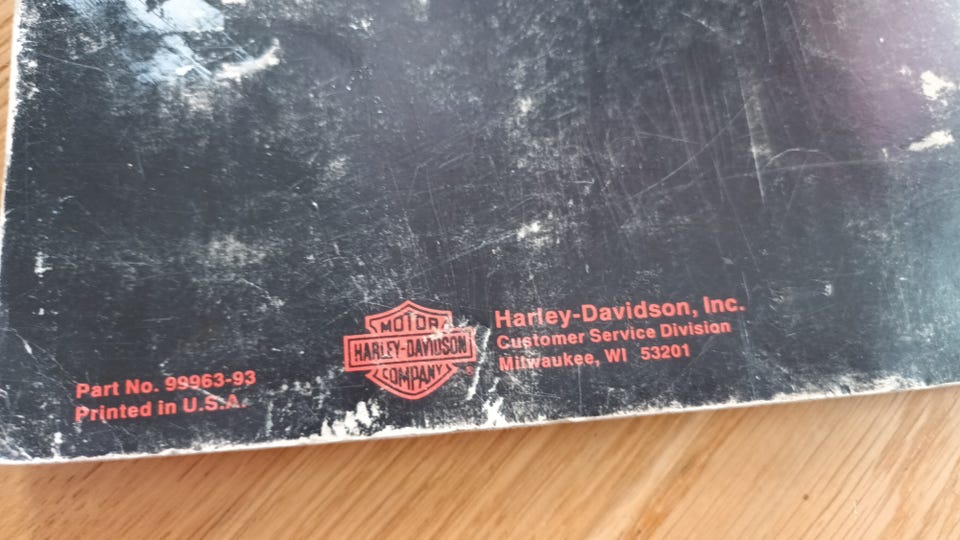 MOTOR
HARLEY-DAVIDSON
COMPANY
®
Harley-Davidson, Inc.
Customer Service Division
Milwaukee, WI 53201
Part No. 99963-93
Printed in U.S.A.